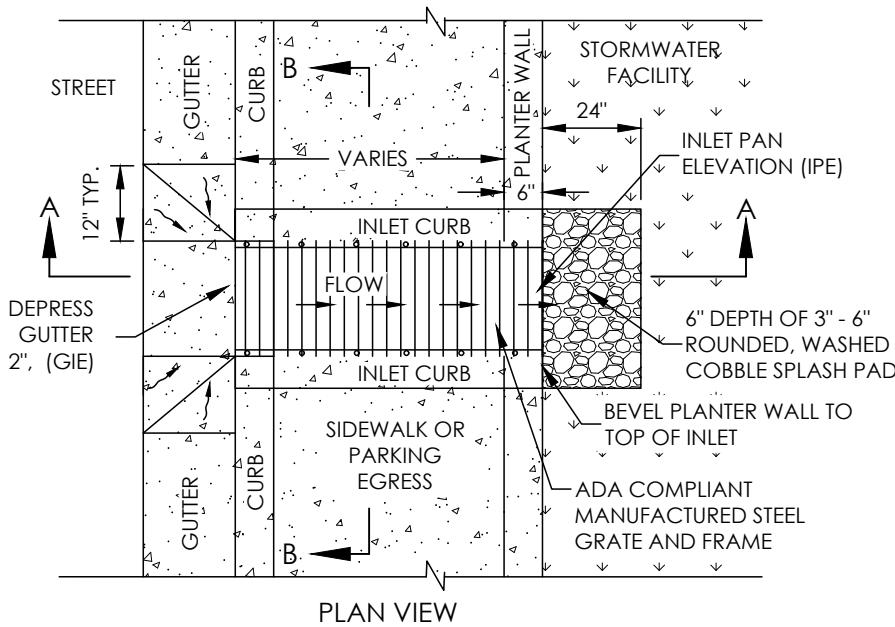 STREET
GUTTER
CURB
B
PLANTER WALL
STORMWATER
FACILITY
24"
INLET PAN
ELEVATION (IPE)
VARIES
6"
12" TYP.
A
INLET CURB
A
FLOW
DEPRESS
GUTTER
2", (GIE)
6" DEPTH OF 3" - 6"
ROUNDED, WASHED
COBBLE SPLASH PAD
INLET CURB
BEVEL PLANTER WALL TO
TOP OF INLET
SIDEWALK OR
PARKING
EGRESS
GUTTER
CURB
ADA COMPLIANT
MANUFACTURED STEEL
GRATE AND FRAME
B
PLAN VIEW